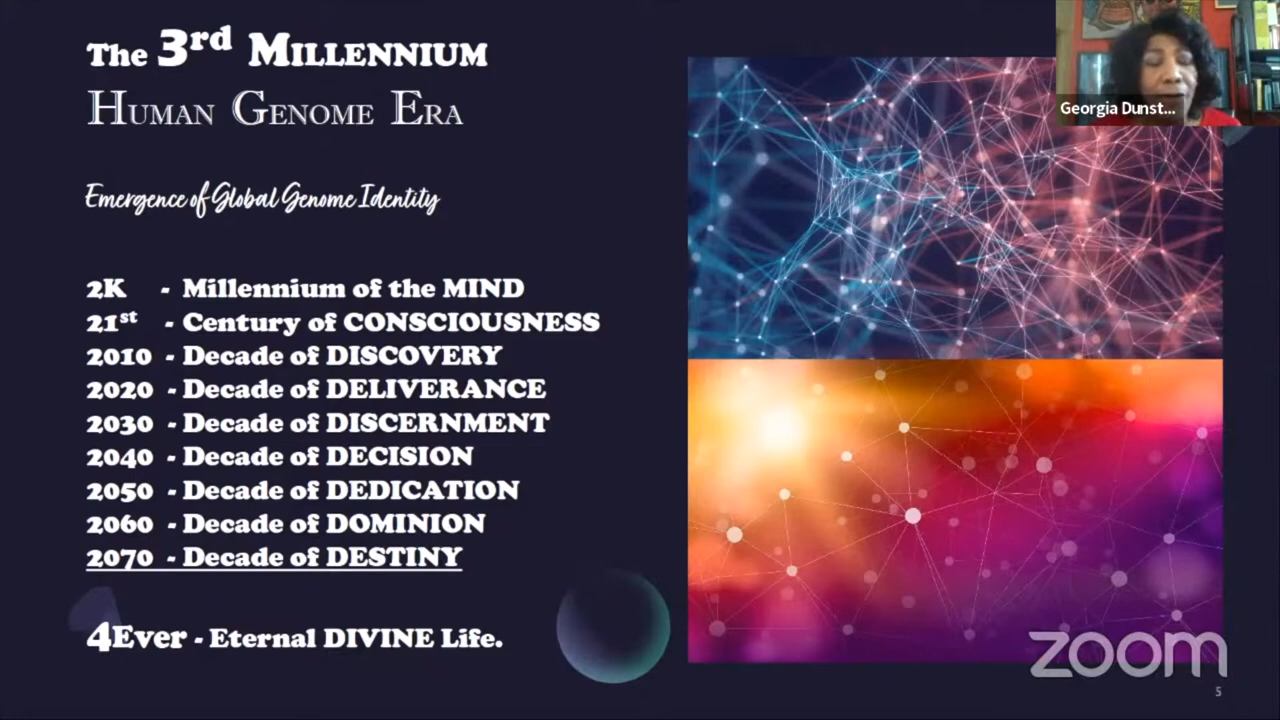 The 3rd MILLENNIUM
HUMAN GENOME ERA
Emergence of Global Genome Identity
2K - Millennium of the MIND
21st - Century of CONSCIOUSNESS
2010 - Decade of DISCOVERY
2020 - Decade of DELIVERANCE
2030 - Decade of DISCERNMENT
2040 - Decade of DECISION
2050 - Decade of DEDICATION
2060 - Decade of DOMINION
2070 - Decade of DESTINY
4Ever - Eternal DIVINE Life.
Georgia Dunst...
zoom
5